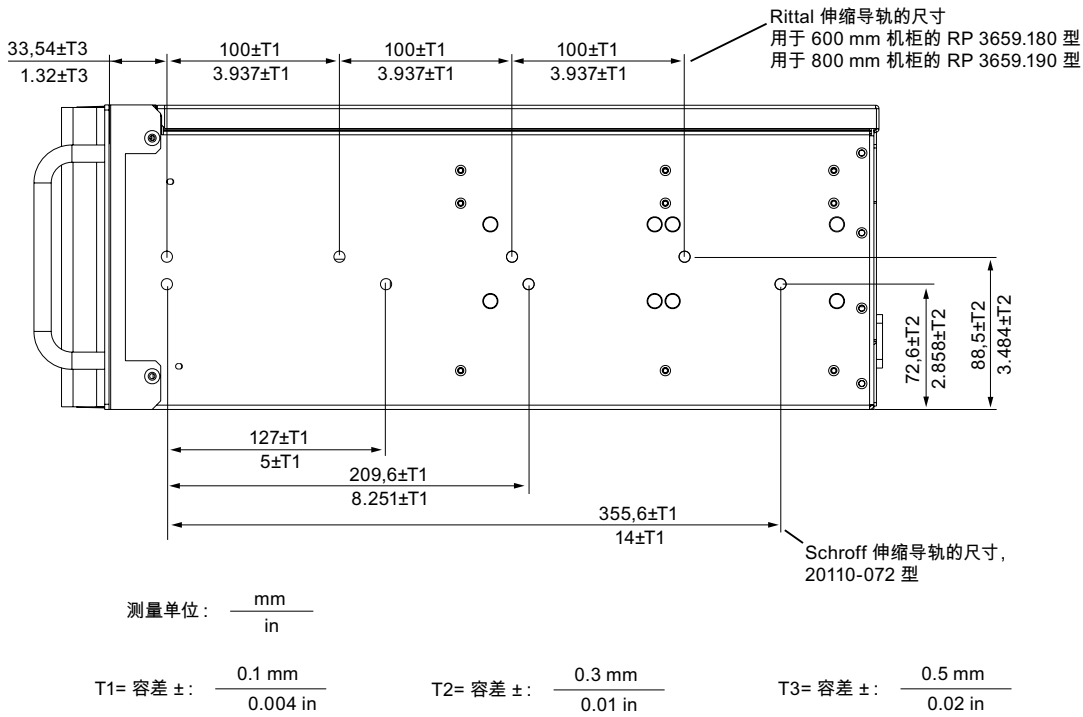 Rittal 伸缩导轨的尺寸
用于 600 mm 机柜的 RP 3659.180 型
用于 800 mm 机柜的 RP 3659.190 型
33,54±T3
1.32±T3
100±T1
3.937±T1
100±T1
3.937±T1
100±T1
3.937±T1
72,6±T2
2.858±T2
88,5±T2
3.484±T2
127±T1
5±T1
209,6±T1
8.251±T1
355,6±T1
14±T1
Schroff 伸缩导轨的尺寸,
20110-072 型
测量单位: mm
in
T1= 容差 ±: 0.1 mm
0.004 in
T2= 容差 ±: 0.3 mm
0.01 in
T3= 容差 ±: 0.5 mm
0.02 in